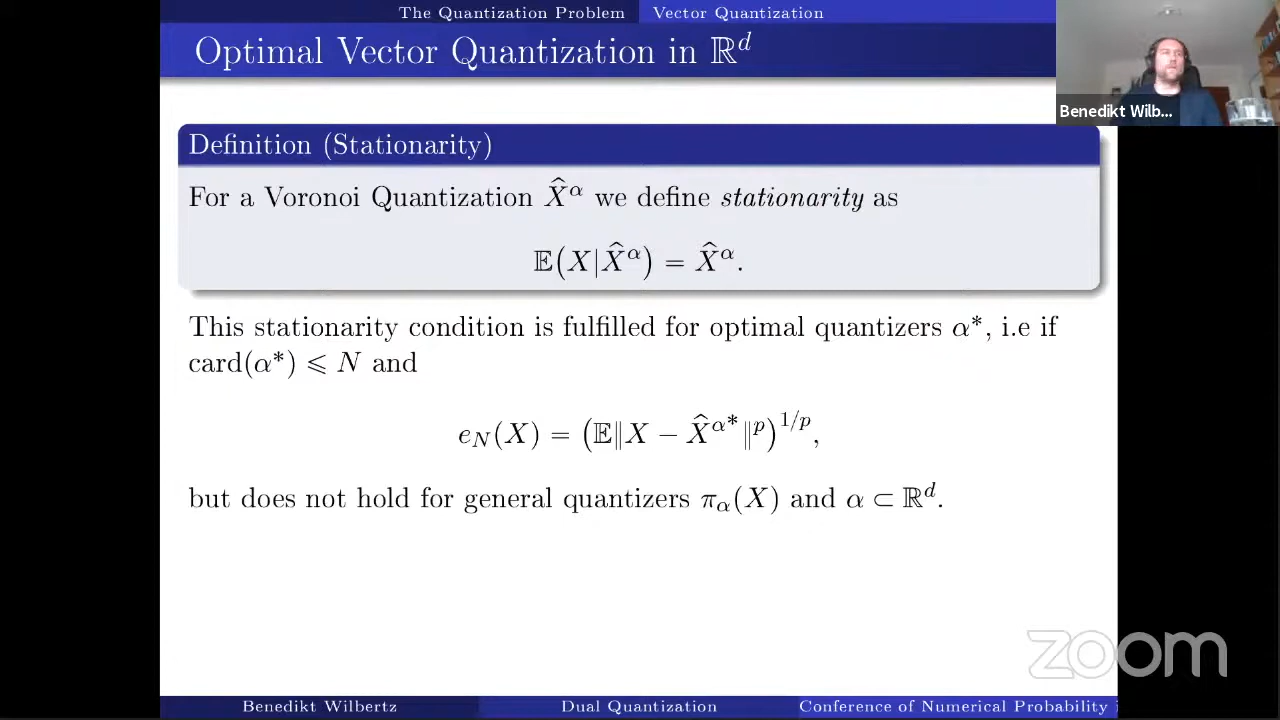 The Quantization Problem Vector Quantization
Optimal Vector Quantization in ℝᵈ
Benedikt Wilb...
Definition (Stationarity)
For a Voronoi Quantization X̂ᵅ we define stationarity as
𝔼(X|X̂ᵅ) = X̂ᵅ.
This stationarity condition is fulfilled for optimal quantizers α*, i.e if
card(α*) ⩽ N and
e_N(X) = (𝔼‖X − X̂^{α*}‖^p)^{1/p},
but does not hold for general quantizers π_α(X) and α ⊂ ℝᵈ.
zoom
Benedikt Wilbertz Dual Quantization Conference of Numerical Probability i